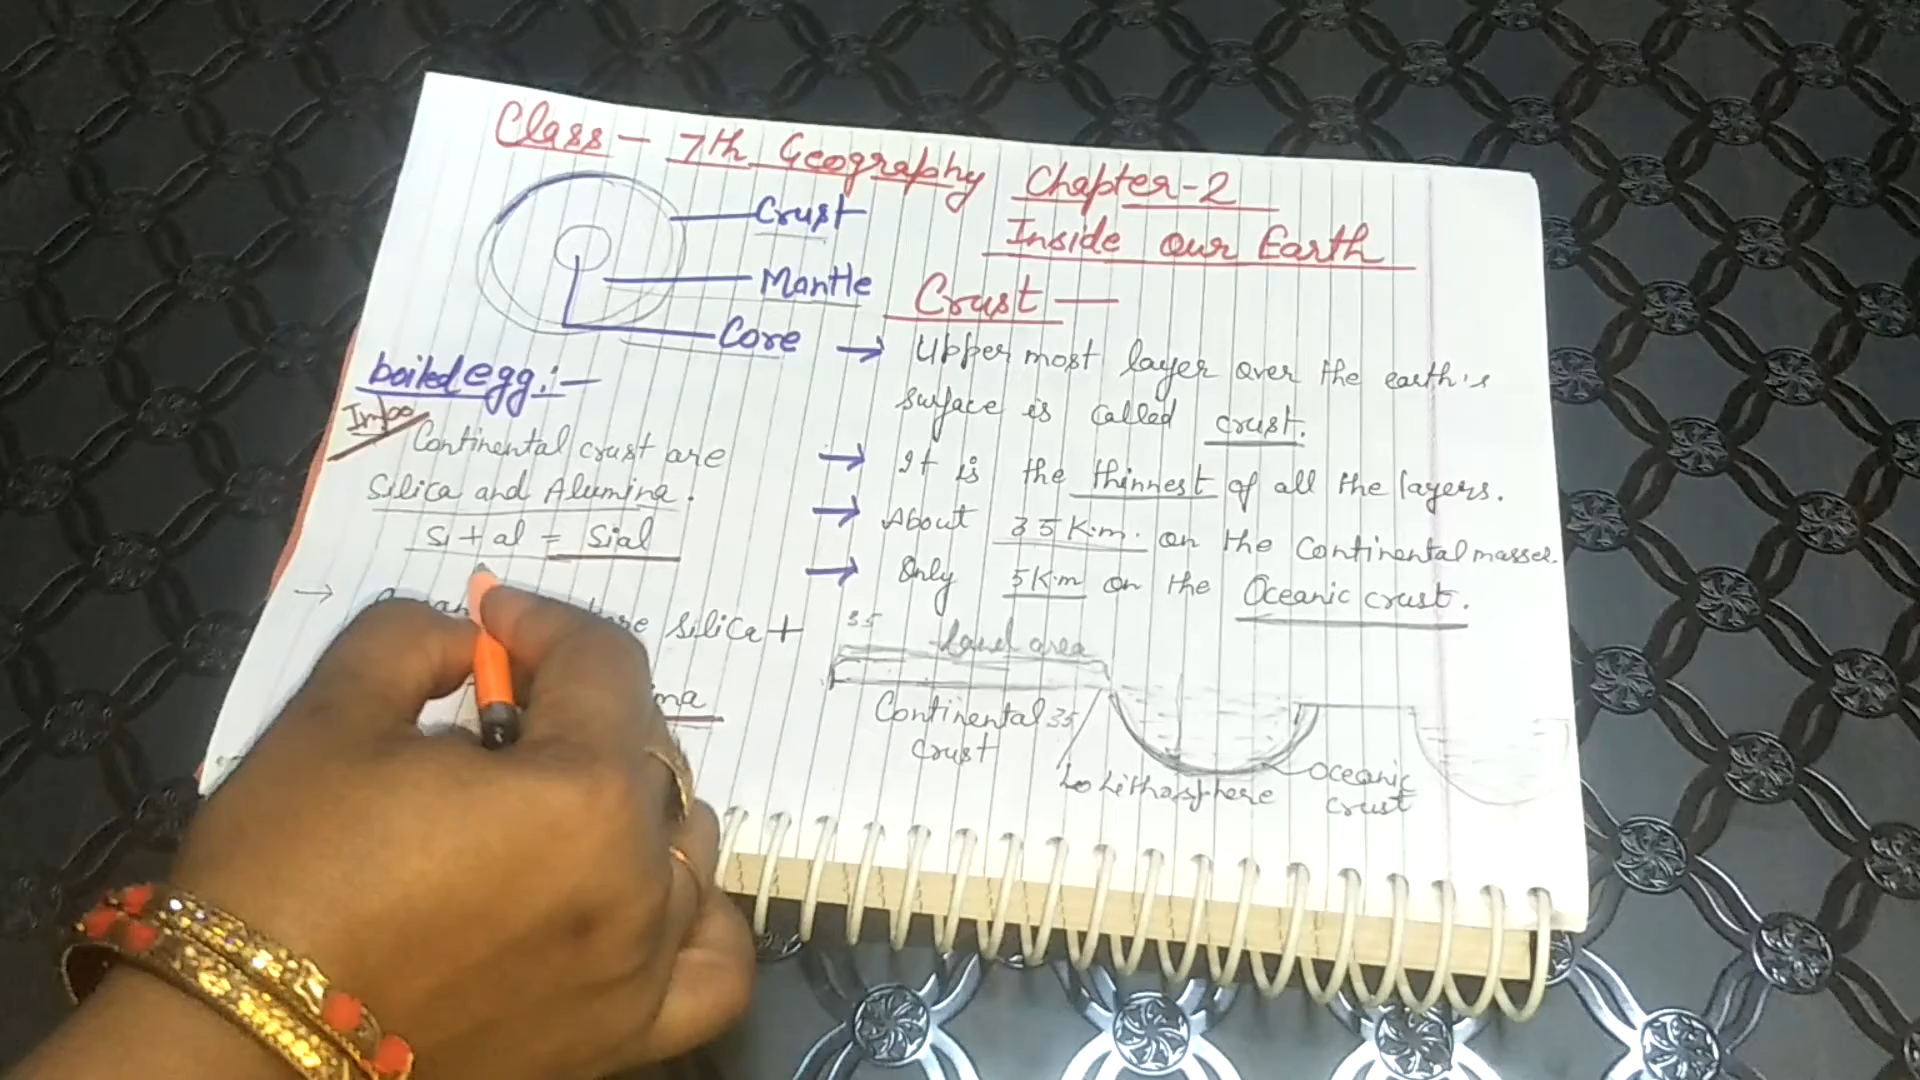 Class - 7th Geography Chapter-2
Inside our Earth
Crust
Mantle
Core
boiled egg :-
Imp
Continental crust are
Silica and Alumina.
Si + al = Sial
→ are Silica +
Crust —
→ Upper most layer over the earth's
surface is called crust.
→ It is the thinnest of all the layers.
→ About 35 K.m. on the Continental masses.
→ Only 5 K.m on the Oceanic crust.
35 Land area
Continental 35
crust
Lithosphere
Oceanic
crust